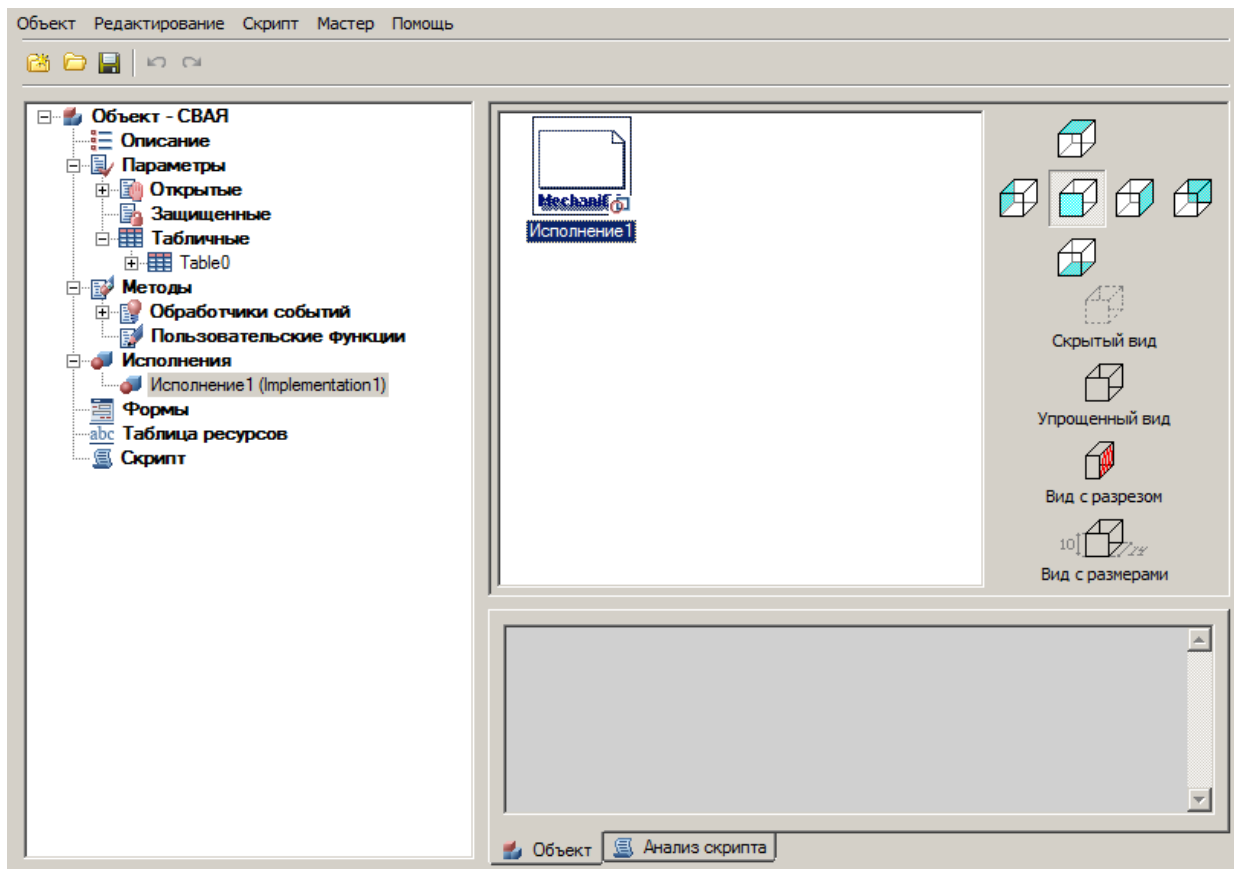 Объект Редактирование Скрипт Мастер Помощь
Объект - СВАЯ
Описание
Параметры
Открытые
Защищенные
Табличные
Table0
Методы
Обработчики событий
Пользовательские функции
Исполнения
Исполнение1 (Implementation1)
Формы
abc Таблица ресурсов
Скрипт
Исполнение1
Скрытый вид
Упрощенный вид
Вид с разрезом
10
Вид с размерами
Объект Анализ скрипта